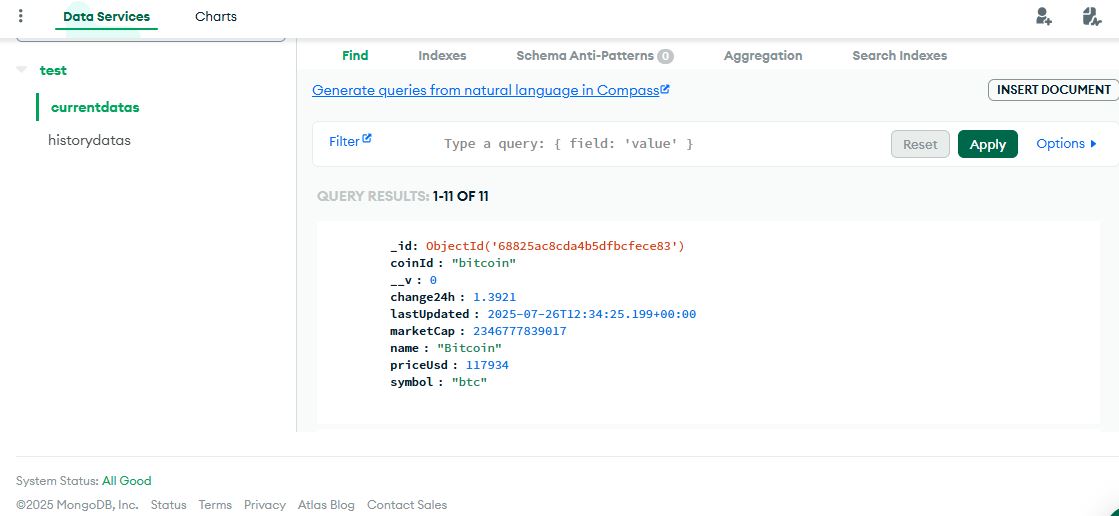 Data Services Charts
test
currentdatas
historydatas
Find Indexes Schema Anti-Patterns 0 Aggregation Search Indexes
Generate queries from natural language in Compass
INSERT DOCUMENT
Filter Type a query: { field: 'value' } Reset Apply Options
QUERY RESULTS: 1-11 OF 11
_id: ObjectId('68825ac8cda4b5dfbcfece83')
coinId : "bitcoin"
__v : 0
change24h : 1.3921
lastUpdated : 2025-07-26T12:34:25.199+00:00
marketCap : 2346777839017
name : "Bitcoin"
priceUsd : 117934
symbol : "btc"
System Status: All Good
©2025 MongoDB, Inc. Status Terms Privacy Atlas Blog Contact Sales